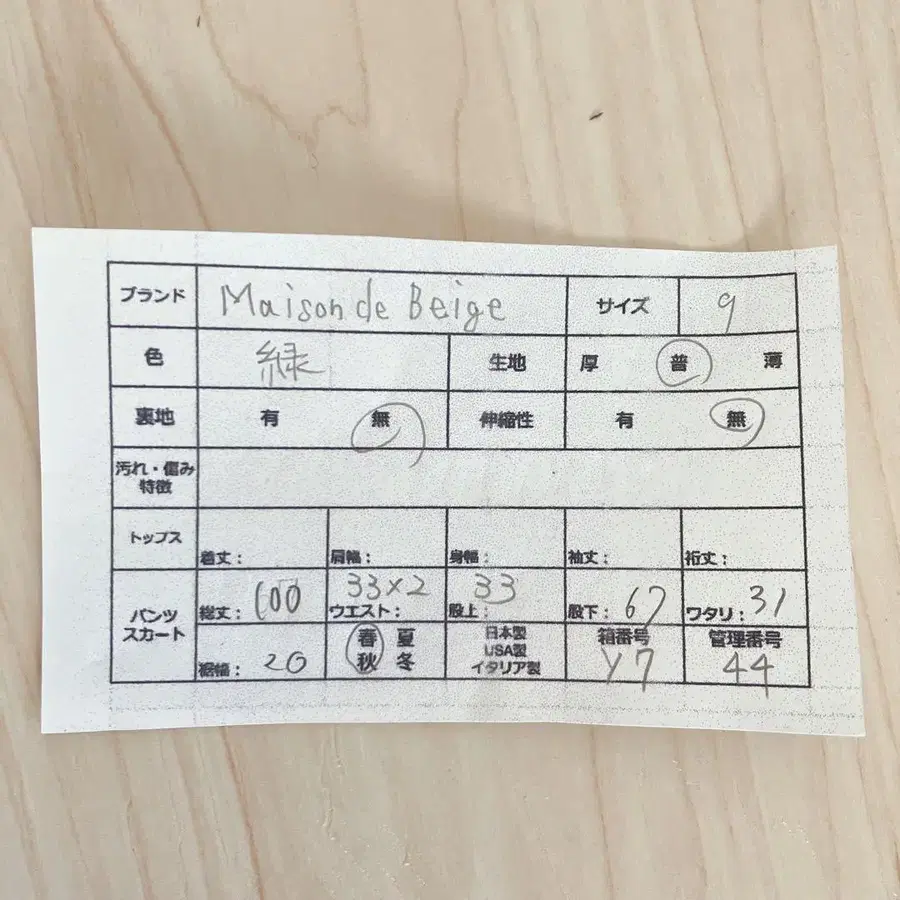 ブランド Maison de Beige サイズ 9
色 緑 生地 厚 普 薄
裏地 有 無 伸縮性 有 無
汚れ・傷み
特徴
トップス 着丈: 肩幅: 身幅: 袖丈: 裄丈:
パンツ
スカート
総丈: 100 ウエスト: 33×2 股上: 33 股下: 67 ワタリ: 31
裾幅: 20
春 夏
秋 冬
日本製
USA製
イタリア製
箱番号
Y7
管理番号
44